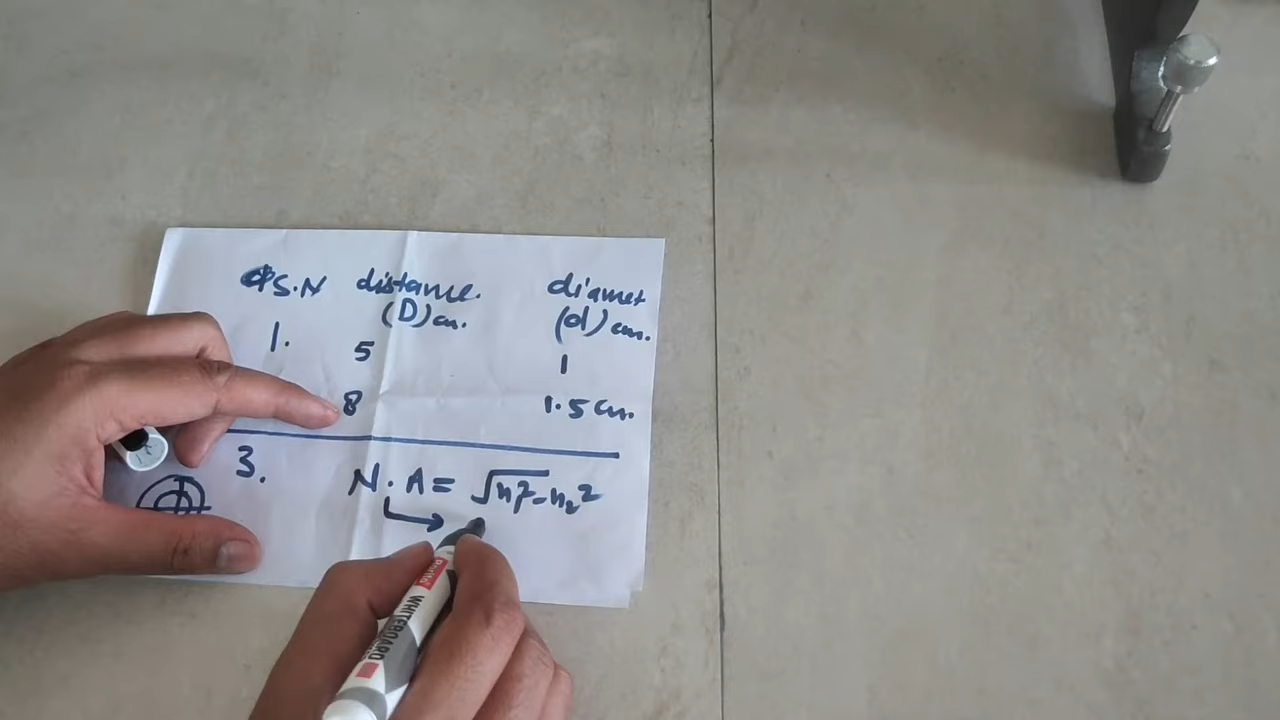 S.N distance. diamet
(D) cm. (d) cm.
1. 5 1
8 1.5 cm.
3. N.A = √n₁²-n₂²
WHITEBOARD